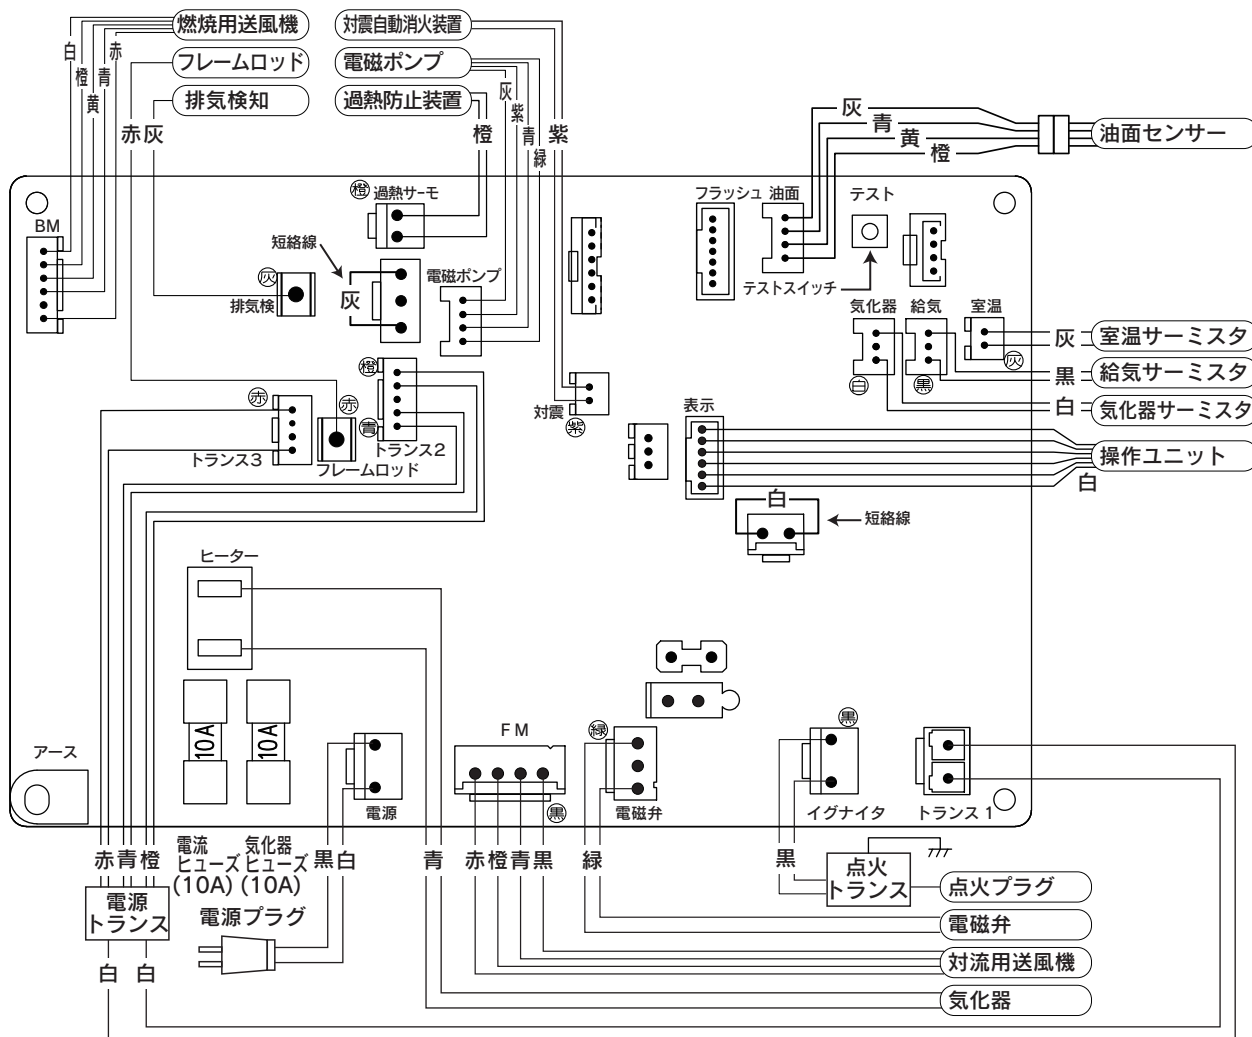 燃焼用送風機
対震自動消火装置
フレームロッド
電磁ポンプ
排気検知
過熱防止装置
白
橙
黄
青
赤
赤
灰
橙
灰
紫
青
緑
紫
灰
青
黄
橙
油面センサー
BM
橙
過熱サーモ
フラッシュ
油面
テスト
短絡線
灰
排気検
灰
電磁ポンプ
テストスイッチ
気化器
給気
室温
灰
室温サーミスタ
灰
黒
給気サーミスタ
白
黒
白
気化器サーミスタ
橙
赤
赤
青
対震
紫
表示
トランス3
トランス2
フレームロッド
操作ユニット
白
白
短絡線
ヒーター
10A
10A
アース
電源
FM
黒
緑
電磁弁
黒
イグナイタ
トランス1
赤
青
橙
電流
ヒューズ
(10A)
気化器
ヒューズ
(10A)
黒
白
青
赤
橙
青
黒
緑
黒
点火
トランス
点火プラグ
電源
トランス
電源プラグ
電磁弁
白
白
対流用送風機
気化器